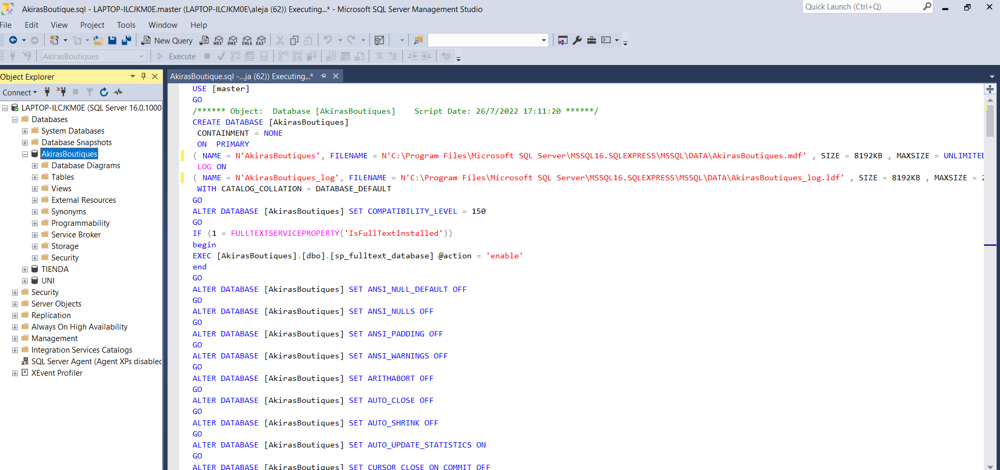 AkirasBoutique.sql - LAPTOP-ILCJKM0E.master (LAPTOP-ILCJKM0E\aleja (62)) Executing...* - Microsoft SQL Server Management Studio
Quick Launch (Ctrl+Q)
File Edit View Project Tools Window Help
New Query MDX DMX XMLA DAX
AkirasBoutiques Execute
Object Explorer
Connect
LAPTOP-ILCJKM0E (SQL Server 16.0.1000
Databases
System Databases
Database Snapshots
AkirasBoutiques
Database Diagrams
Tables
Views
External Resources
Synonyms
Programmability
Service Broker
Storage
Security
TIENDA
UNI
Security
Server Objects
Replication
Always On High Availability
Management
Integration Services Catalogs
SQL Server Agent (Agent XPs disabled
XEvent Profiler
AkirasBoutique.sql -...ja (62)) Executing...*
USE [master]
GO
/****** Object:  Database [AkirasBoutiques]    Script Date: 26/7/2022 17:11:20 ******/
CREATE DATABASE [AkirasBoutiques]
CONTAINMENT = NONE
ON  PRIMARY
( NAME = N'AkirasBoutiques', FILENAME = N'C:\Program Files\Microsoft SQL Server\MSSQL16.SQLEXPRESS\MSSQL\DATA\AkirasBoutiques.mdf' , SIZE = 8192KB , MAXSIZE = UNLIMITED
LOG ON
( NAME = N'AkirasBoutiques_log', FILENAME = N'C:\Program Files\Microsoft SQL Server\MSSQL16.SQLEXPRESS\MSSQL\DATA\AkirasBoutiques_log.ldf' , SIZE = 8192KB , MAXSIZE = 2
WITH CATALOG_COLLATION = DATABASE_DEFAULT
GO
ALTER DATABASE [AkirasBoutiques] SET COMPATIBILITY_LEVEL = 150
GO
IF (1 = FULLTEXTSERVICEPROPERTY('IsFullTextInstalled'))
begin
EXEC [AkirasBoutiques].[dbo].[sp_fulltext_database] @action = 'enable'
end
GO
ALTER DATABASE [AkirasBoutiques] SET ANSI_NULL_DEFAULT OFF
GO
ALTER DATABASE [AkirasBoutiques] SET ANSI_NULLS OFF
GO
ALTER DATABASE [AkirasBoutiques] SET ANSI_PADDING OFF
GO
ALTER DATABASE [AkirasBoutiques] SET ANSI_WARNINGS OFF
GO
ALTER DATABASE [AkirasBoutiques] SET ARITHABORT OFF
GO
ALTER DATABASE [AkirasBoutiques] SET AUTO_CLOSE OFF
GO
ALTER DATABASE [AkirasBoutiques] SET AUTO_SHRINK OFF
GO
ALTER DATABASE [AkirasBoutiques] SET AUTO_UPDATE_STATISTICS ON
GO
ALTER DATABASE [AkirasBoutiques] SET CURSOR_CLOSE_ON_COMMIT OFF